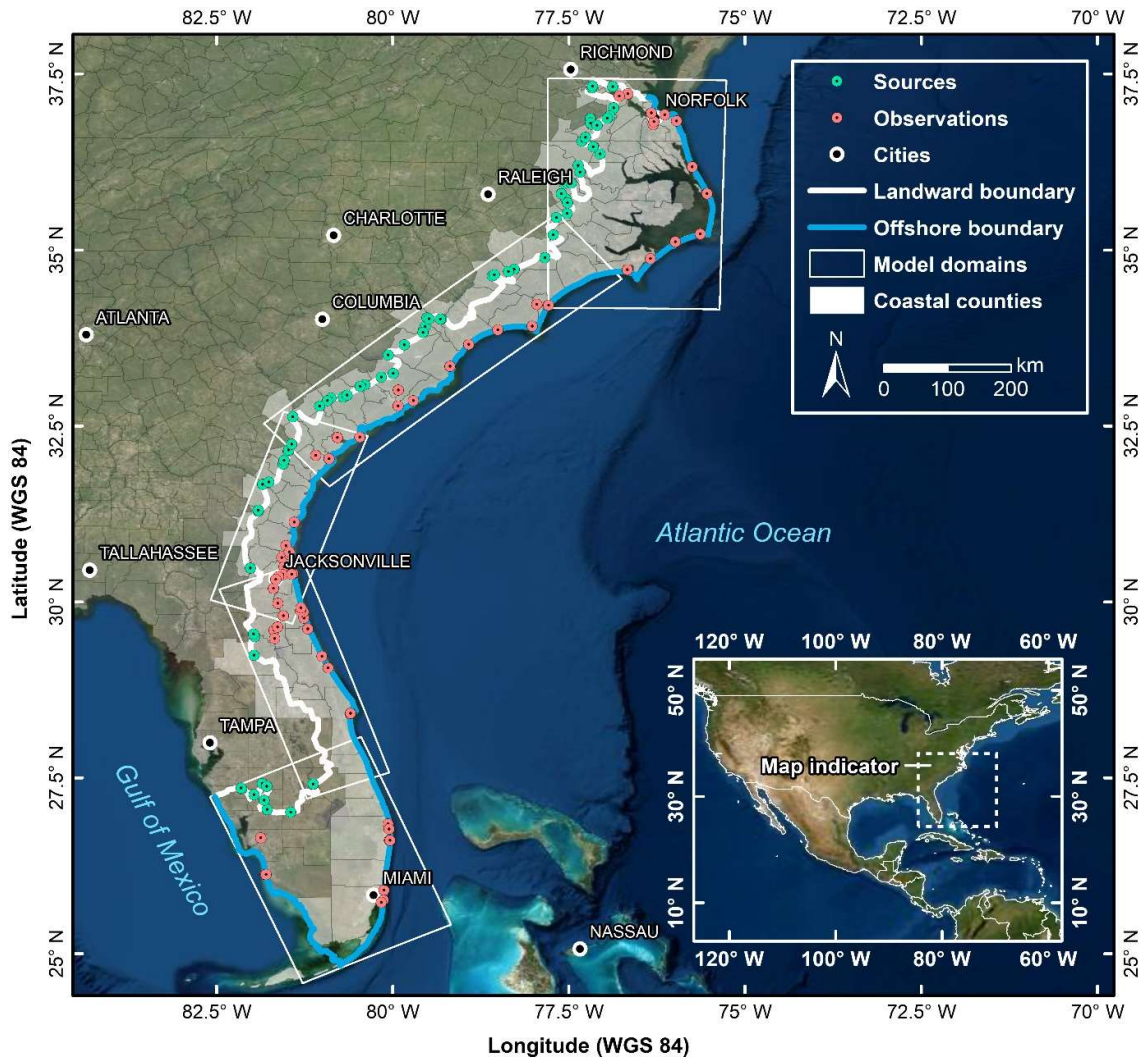 82.5° W
80° W
77.5° W
75° W
72.5° W
70° W
37.5° N
35° N
32.5° N
30° N
27.5° N
25° N
Latitude (WGS 84)
RICHMOND
NORFOLK
RALEIGH
CHARLOTTE
COLUMBIA
ATLANTA
TALLAHASSEE
JACKSONVILLE
TAMPA
MIAMI
NASSAU
Atlantic Ocean
Gulf of Mexico
Sources
Observations
Cities
Landward boundary
Offshore boundary
Model domains
Coastal counties
N
km
0 100 200
120° W
100° W
80° W
60° W
50° N
30° N
10° N
Map indicator
50° N
30° N
10° N
120° W
100° W
80° W
60° W
37.5° N
35° N
32.5° N
30° N
27.5° N
25° N
82.5° W
80° W
77.5° W
75° W
72.5° W
70° W
Longitude (WGS 84)